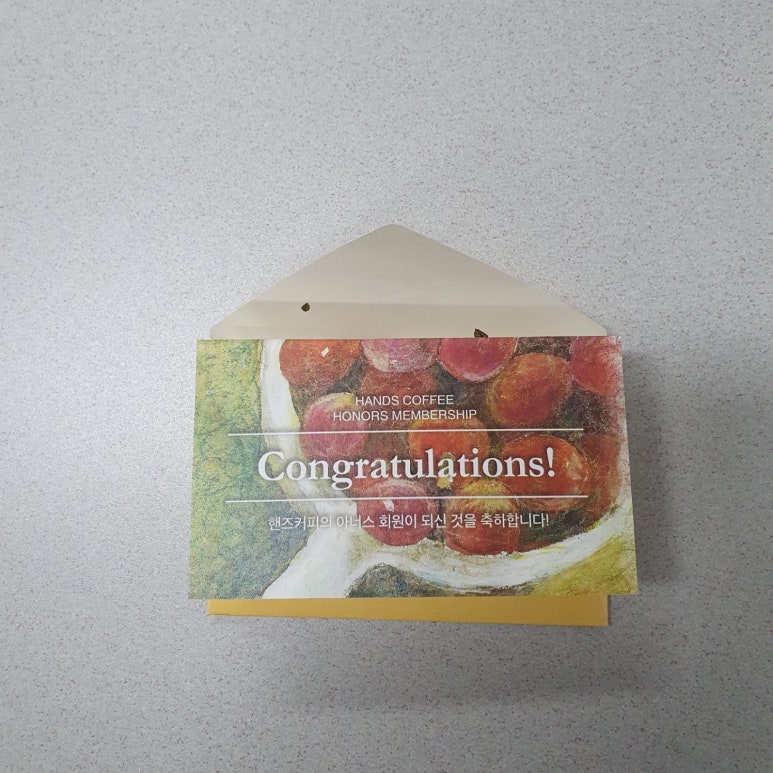 HANDS COFFEE
HONORS MEMBERSHIP
Congratulations!
핸즈커피의 아너스 회원이 되신 것을 축하합니다!